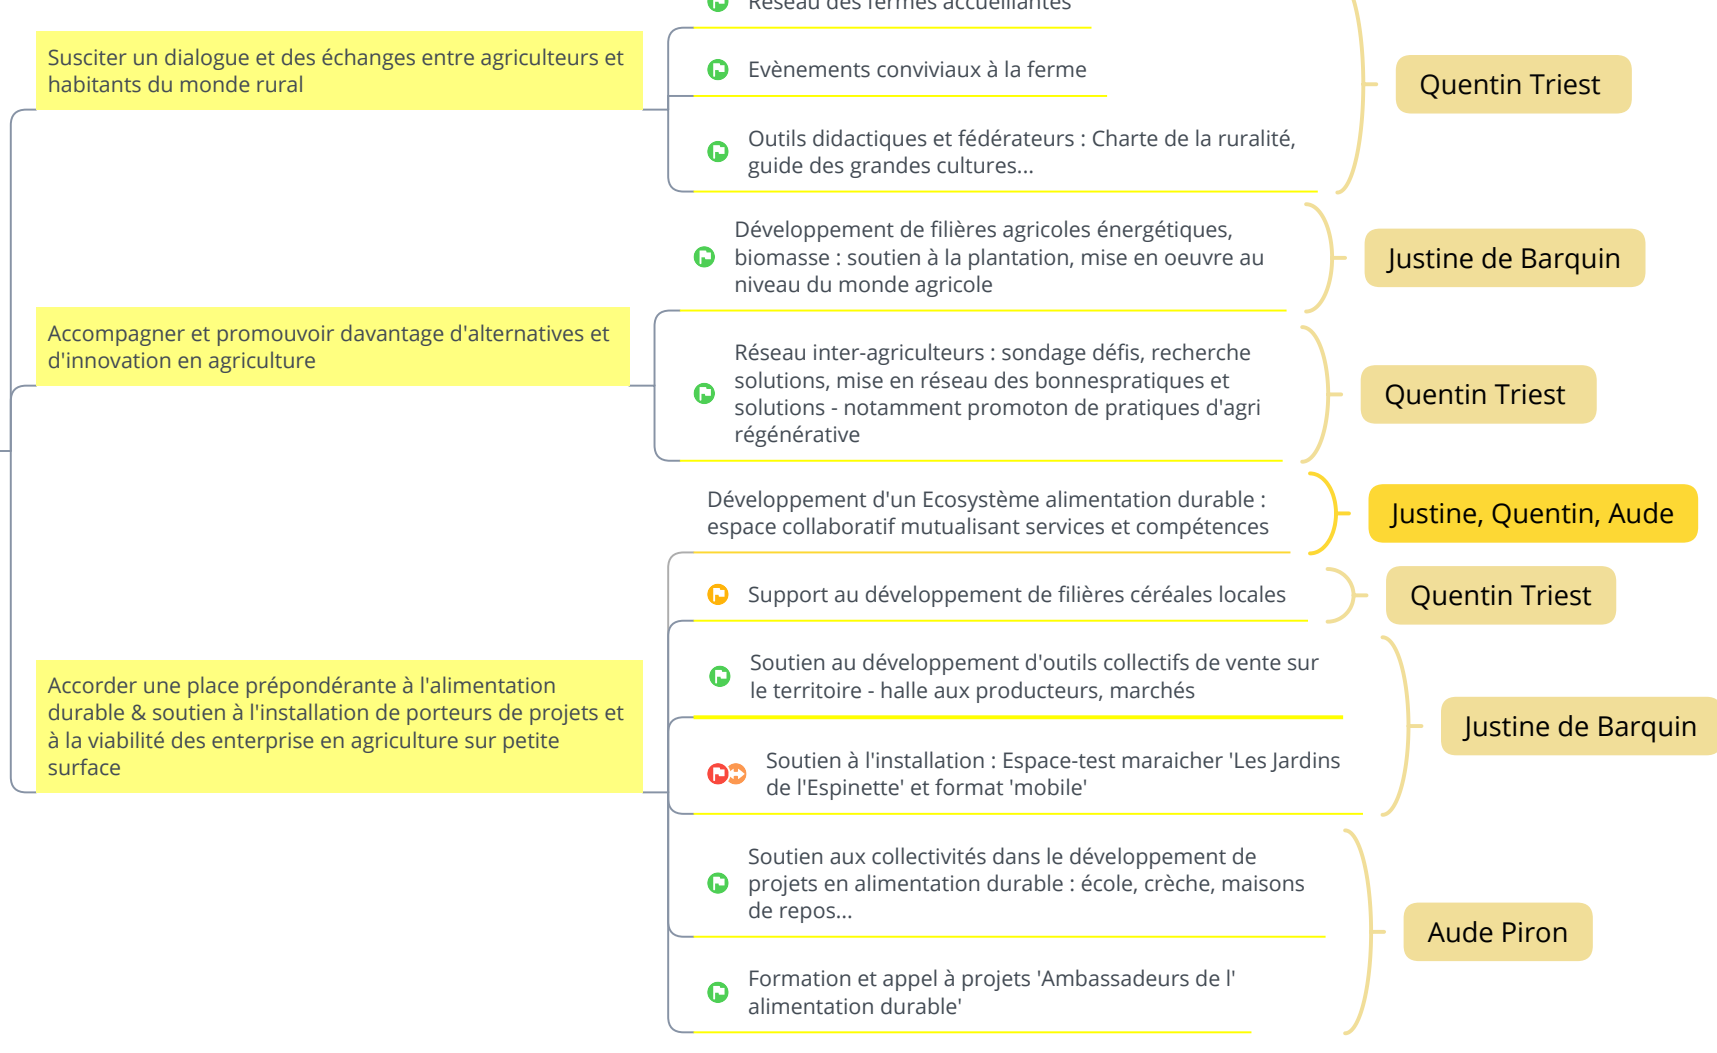 Réseau des fermes accueillantes
Susciter un dialogue et des échanges entre agriculteurs et
habitants du monde rural
Evènements conviviaux à la ferme
Quentin Triest
Outils didactiques et fédérateurs : Charte de la ruralité,
guide des grandes cultures...
Développement de filières agricoles énergétiques,
biomasse : soutien à la plantation, mise en oeuvre au
niveau du monde agricole
Justine de Barquin
Accompagner et promouvoir davantage d'alternatives et
d'innovation en agriculture
Réseau inter-agriculteurs : sondage défis, recherche
solutions, mise en réseau des bonnespratiques et
solutions - notamment promoton de pratiques d'agri
régénérative
Quentin Triest
Développement d'un Ecosystème alimentation durable :
espace collaboratif mutualisant services et compétences
Justine, Quentin, Aude
Support au développement de filières céréales locales
Quentin Triest
Accorder une place prépondérante à l'alimentation
durable & soutien à l'installation de porteurs de projets et
à la viabilité des enterprise en agriculture sur petite
surface
Soutien au développement d'outils collectifs de vente sur
le territoire - halle aux producteurs, marchés
Soutien à l'installation : Espace-test maraicher 'Les Jardins
de l'Espinette' et format 'mobile'
Justine de Barquin
Soutien aux collectivités dans le développement de
projets en alimentation durable : école, crèche, maisons
de repos...
Formation et appel à projets 'Ambassadeurs de l'
alimentation durable'
Aude Piron